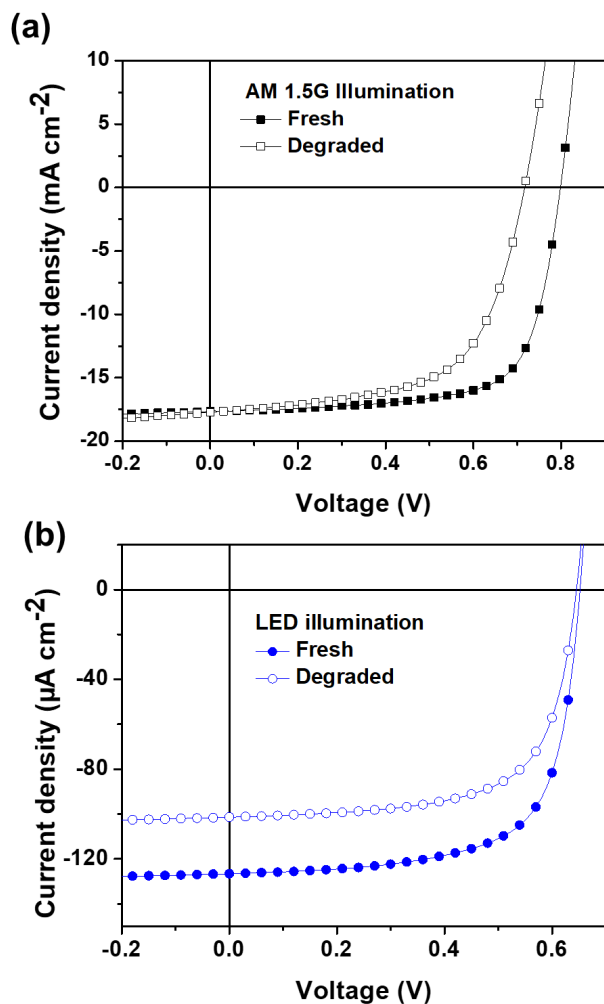 (a)
Current density (mA cm-2)
10
5
0
-5
-10
-15
-20
AM 1.5G Illumination
Fresh
Degraded
-0.2 0.0 0.2 0.4 0.6 0.8
Voltage (V)
(b)
Current density (µA cm-2)
0
-40
-80
-120
LED illumination
Fresh
Degraded
-0.2 0.0 0.2 0.4 0.6
Voltage (V)